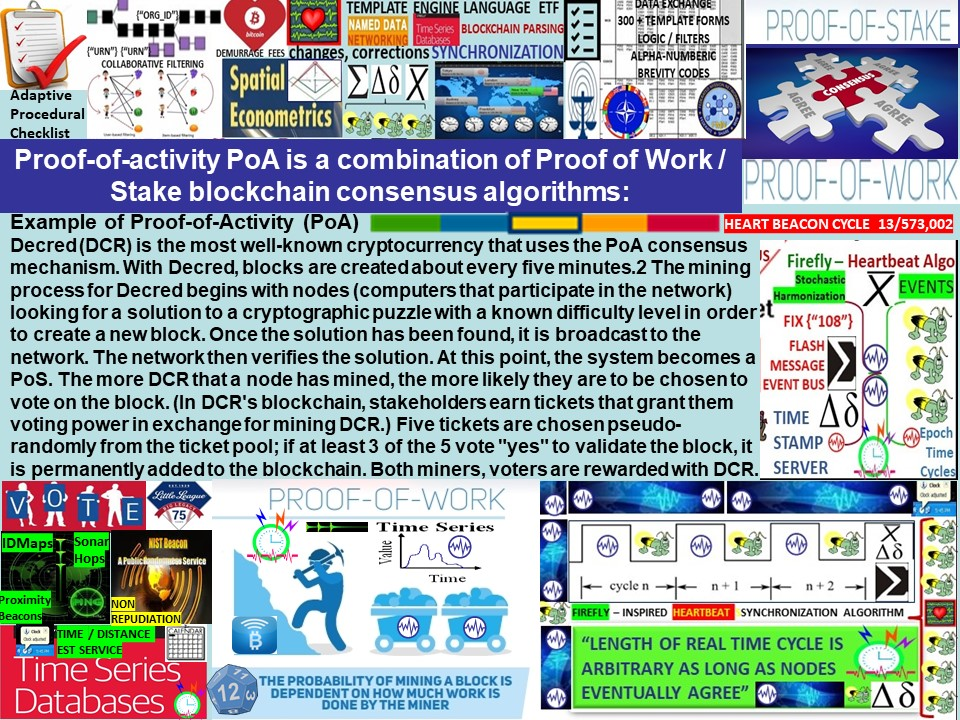 {"ORG_ID"}
{"URN"} {"URN"}
COLLABORATIVE FILTERING
bitcoin
DEMURRAGE FEES
TEMPLATE ENGINE LANGUAGE ETF
NAMED DATA
NETWORKING
Time Series
Databases
BLOCKCHAIN PARSING
changes, corrections SYNCHRONIZATION
Spatial
Econometrics
Σ Δδ X
DATA EXCHANGE
300 + TEMPLATE FORMS
LOGIC / FILTERS
ALPHA-NUMBERIC
BREVITY CODES
PROOF-OF-STAKE
CONSENSUS
AGREE
AGREE
AGREE
PROOF-OF-WORK
Adaptive
Procedural
Checklist
Proof-of-activity PoA is a combination of Proof of Work /
Stake blockchain consensus algorithms:
Example of Proof-of-Activity (PoA)
HEART BEACON CYCLE 13/573,002
Decred (DCR) is the most well-known cryptocurrency that uses the PoA consensus
mechanism. With Decred, blocks are created about every five minutes.2 The mining
process for Decred begins with nodes (computers that participate in the network)
looking for a solution to a cryptographic puzzle with a known difficulty level in order
to create a new block. Once the solution has been found, it is broadcast to the
network. The network then verifies the solution. At this point, the system becomes a
PoS. The more DCR that a node has mined, the more likely they are to be chosen to
vote on the block. (In DCR's blockchain, stakeholders earn tickets that grant them
voting power in exchange for mining DCR.) Five tickets are chosen pseudo-
randomly from the ticket pool; if at least 3 of the 5 vote "yes" to validate the block, it
is permanently added to the blockchain. Both miners, voters are rewarded with DCR.
Firefly – Heartbeat Algo
Stochastic
Harmonization
X EVENTS
FIX {"108"}
FLASH
MESSAGE
EVENT BUS
Σ
TIME
STAMP
SERVER
Δδ
Epoch
Time
Cycles
VOTE
Little League
75
IDMaps
Sonar
Hops
NIST Beacon
A Public Randomness Service
Proximity
Beacons
NON
REPUDIATION
TIME / DISTANCE
EST SERVICE
CALENDAR
Time Series
Databases
PROOF-OF-WORK
Time Series
Value
Time
12
THE PROBABILITY OF MINING A BLOCK IS
DEPENDENT ON HOW MUCH WORK IS
DONE BY THE MINER
X
Δδ
Σ
cycle n
n + 1
n + 2
FIREFLY – INSPIRED HEARTBEAT SYNCHRONIZATION ALGORITHM
"LENGTH OF REAL TIME CYCLE IS
ARBITRARY AS LONG AS NODES
EVENTUALLY AGREE"
Δδ